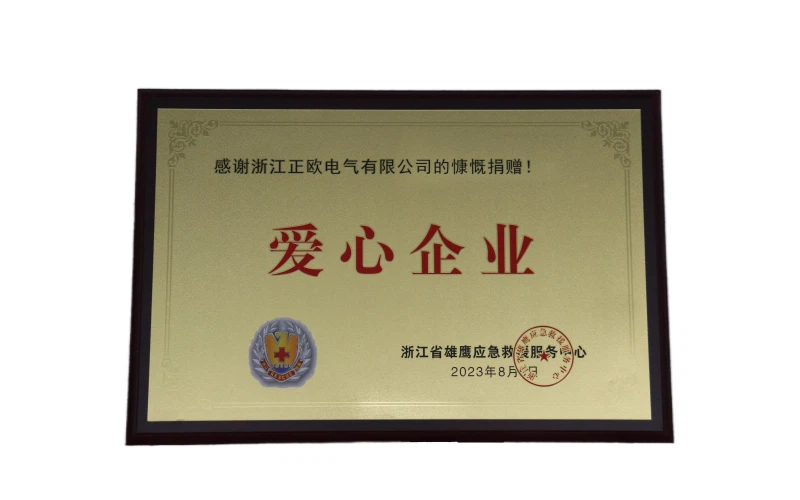 感谢浙江正欧电气有限公司的慷慨捐赠！
爱心企业
浙江省雄鹰应急救援服务中心
2023年8月 日